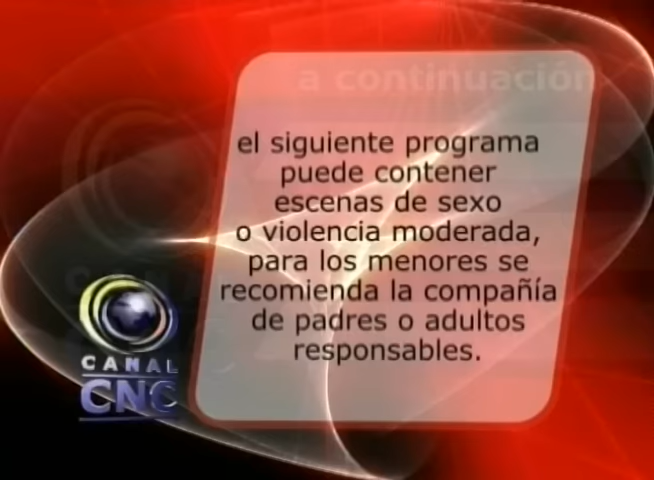 a continuación
el siguiente programa
puede contener
escenas de sexo
o violencia moderada,
para los menores se
recomienda la compañía
de padres o adultos
responsables.
CANAL
CNC